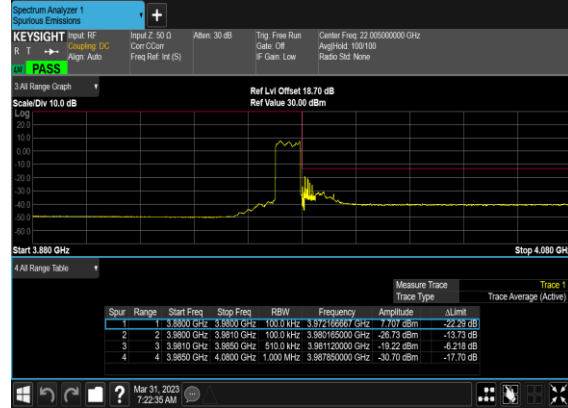 Spectrum Analyzer 1
Spurious Emissions
KEYSIGHT Input: RF Input Z: 50 Ω Atten: 30 dB Trig: Free Run Center Freq: 22.005000000 GHz
R T Coupling: DC Corr CCorr Gate: Off Avg|Hold: 100/100
Align: Auto Freq Ref: Int (S) IF Gain: Low Radio Std: None
PASS
3 All Range Graph
Ref Lvl Offset 18.70 dB
Scale/Div 10.0 dB Ref Value 30.00 dBm
Log
20.0
10.0
0.00
-10.0
-20.0
-30.0
-40.0
-50.0
-60.0
Start 3.880 GHz Stop 4.080 GH
4 All Range Table
Measure Trace Trace 1
Trace Type Trace Average (Active)
Spur Range Start Freq Stop Freq RBW Frequency Amplitude ΔLimit
1 1 3.8800 GHz 3.9800 GHz 100.0 kHz 3.972166667 GHz 7.707 dBm -22.29 dB
2 2 3.9800 GHz 3.9810 GHz 100.0 kHz 3.980165000 GHz -26.73 dBm -13.73 dB
3 3 3.9810 GHz 3.9850 GHz 510.0 kHz 3.981120000 GHz -19.22 dBm -6.218 dB
4 4 3.9850 GHz 4.0800 GHz 1.000 MHz 3.987850000 GHz -30.70 dBm -17.70 dB
? Mar 31, 2023
7:22:35 AM